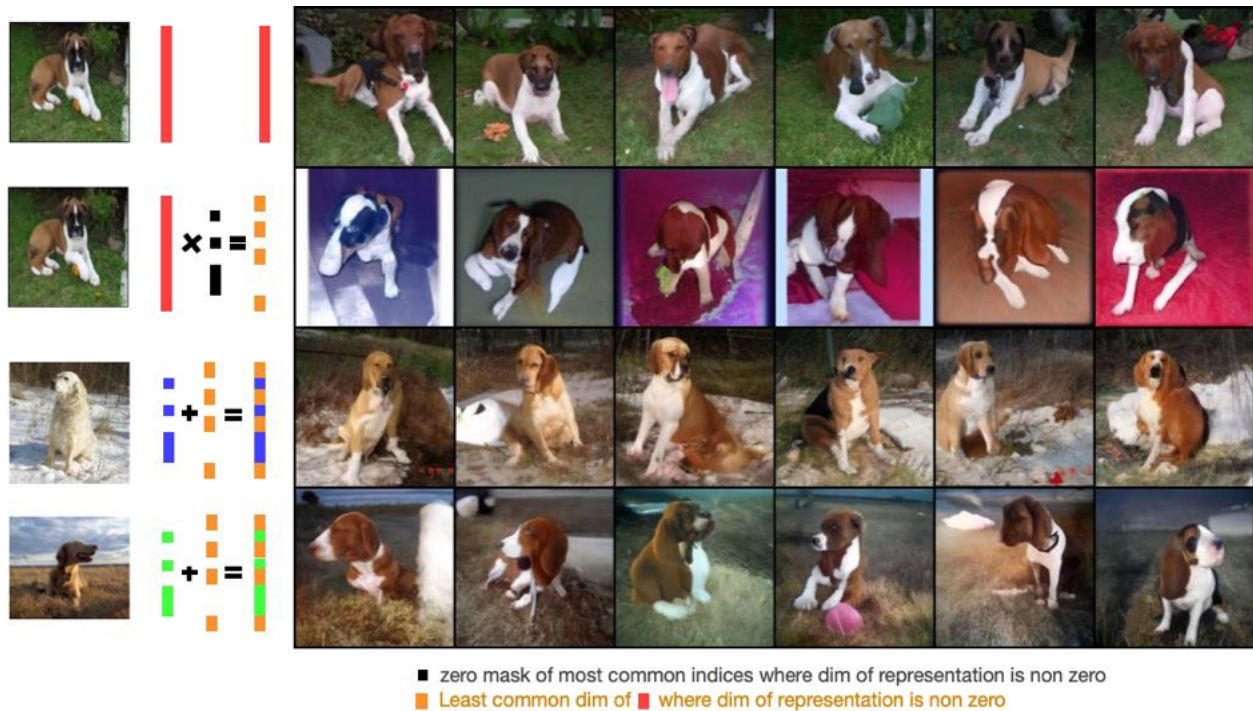 × =
+ =
+ =
zero mask of most common indices where dim of representation is non zero
Least common dim of where dim of representation is non zero